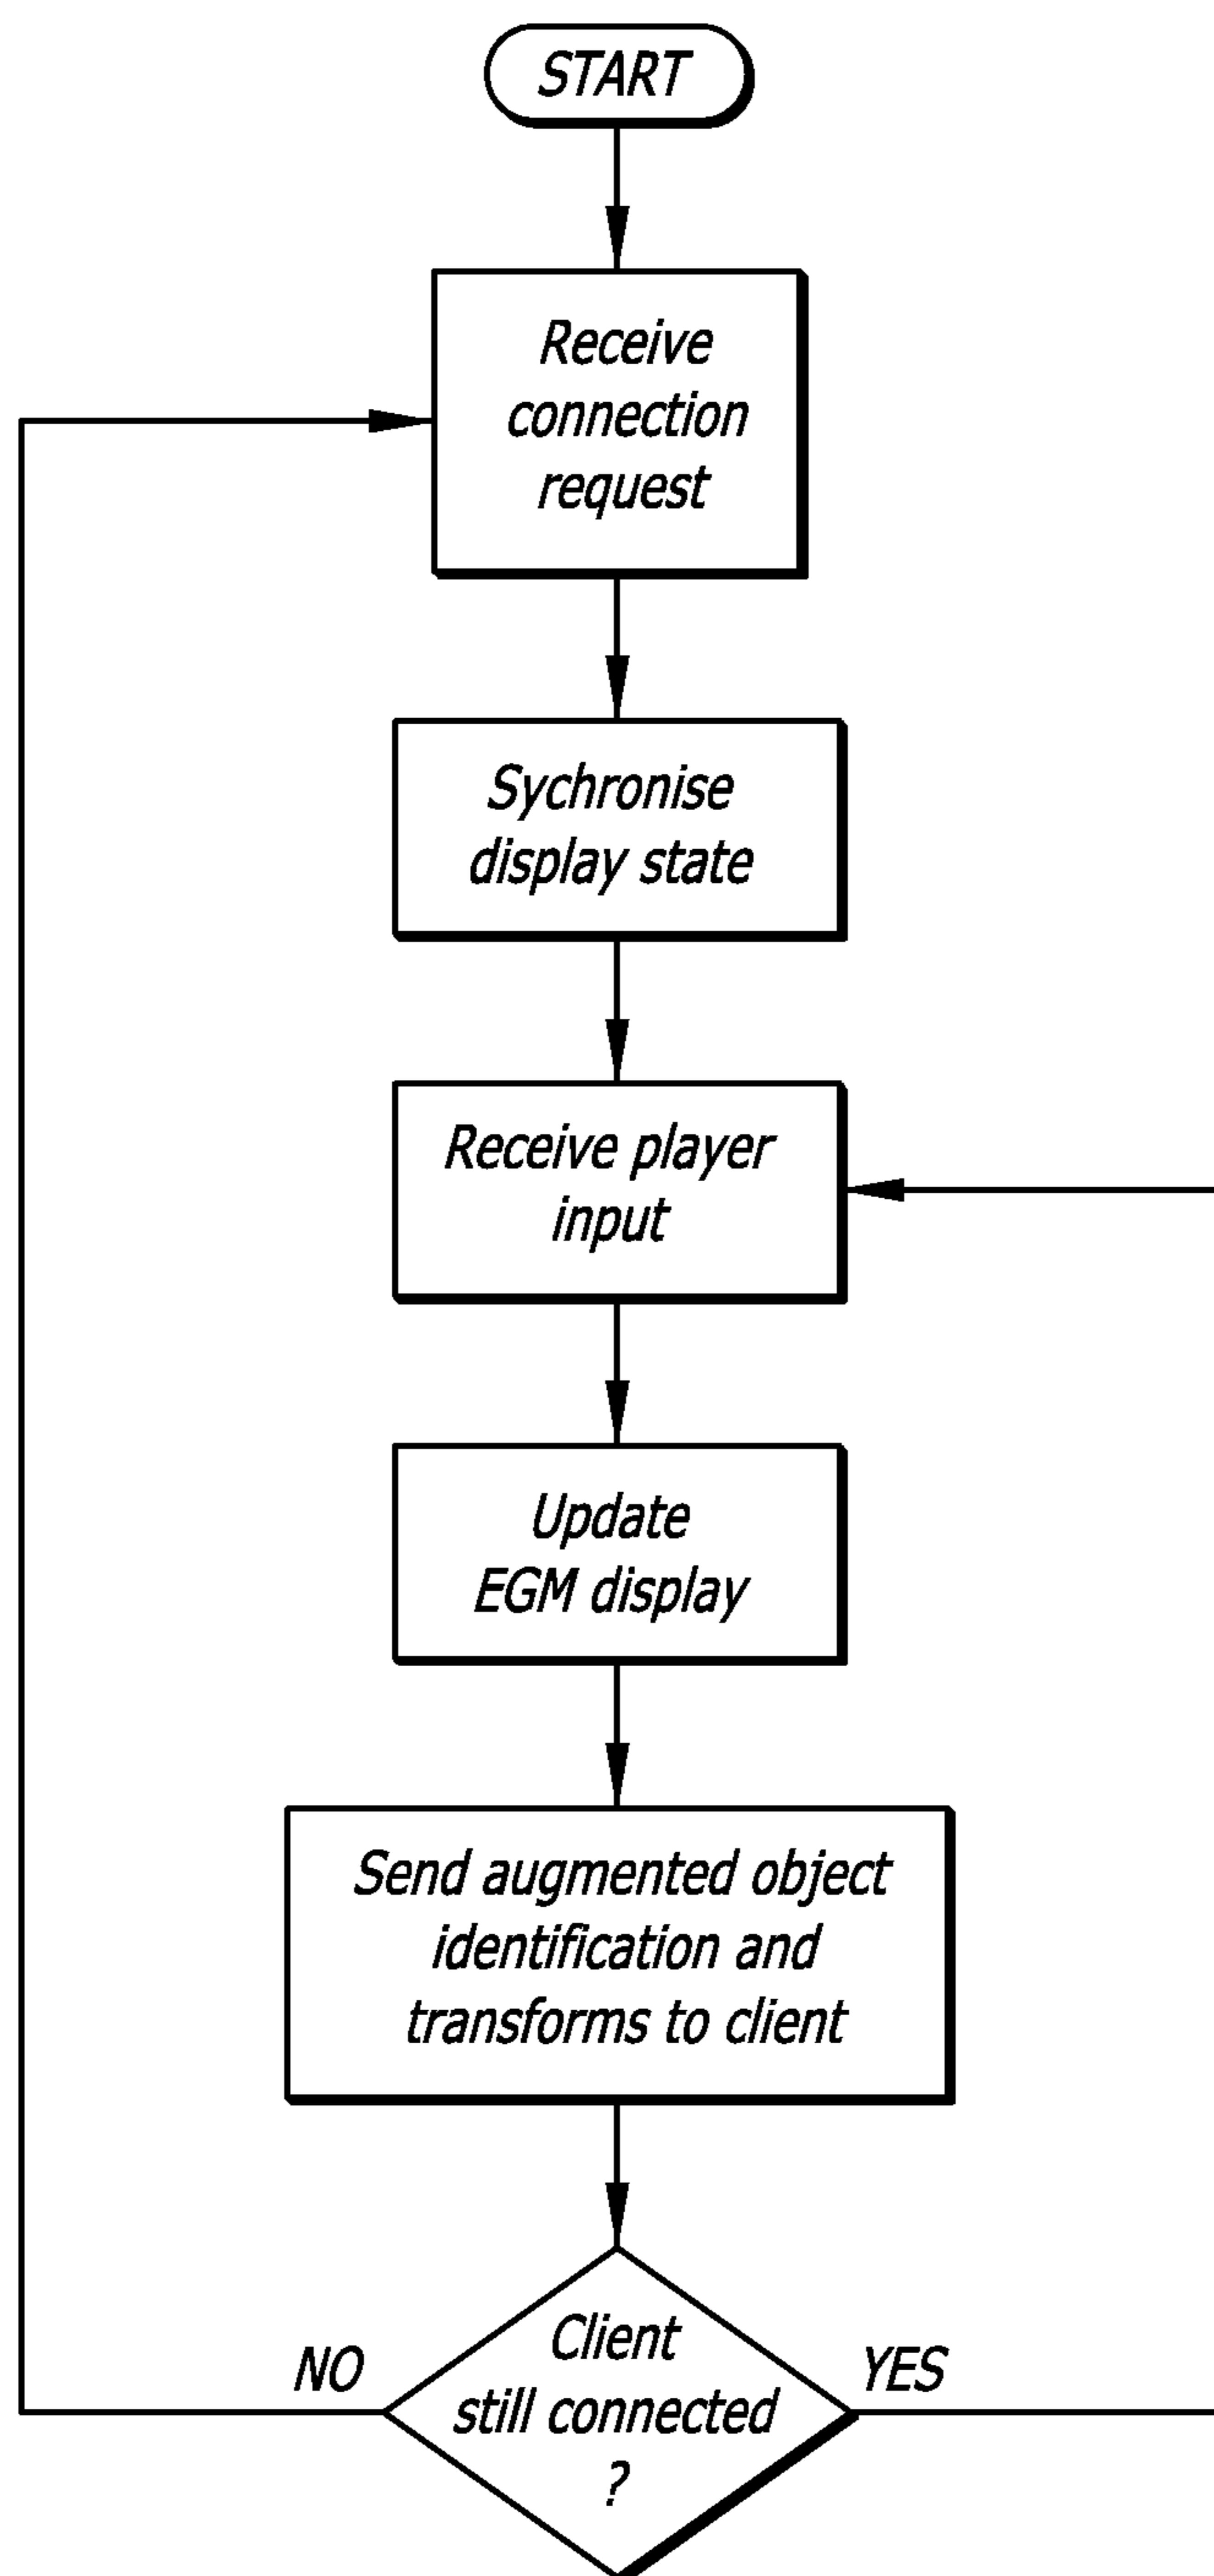 START
Receive
connection
request
Sychronise
display state
Receive player
input
Update
EGM display
Send augmented object
identification and
transforms to client
Client
still connected
?
NO
YES